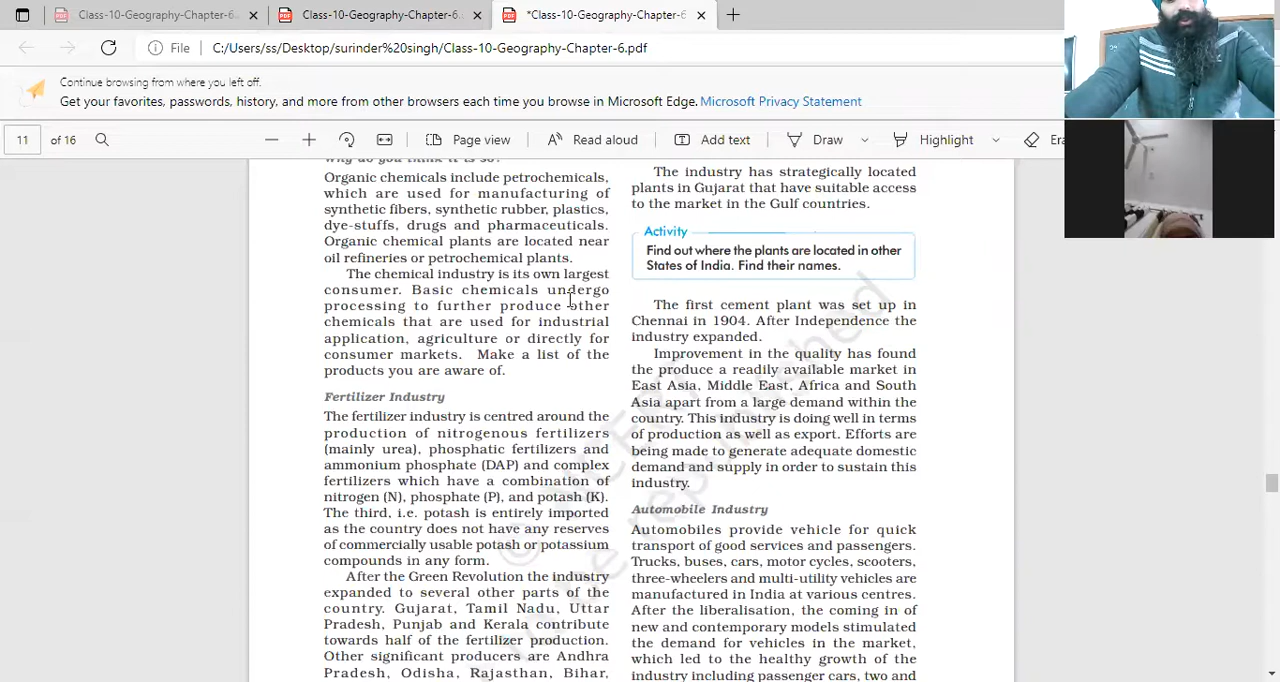 Class-10-Geography-Chapter-6.
Class-10-Geography-Chapter-6.
*Class-10-Geography-Chapter-6
File
C:/Users/ss/Desktop/surinder%20singh/Class-10-Geography-Chapter-6.pdf
Continue browsing from where you left off.
Get your favorites, passwords, history, and more from other browsers each time you browse in Microsoft Edge. Microsoft Privacy Statement
11 of 16
Page view
Read aloud
Add text
Draw
Highlight
Era
Why do you think it is so?
Organic chemicals include petrochemicals,
which are used for manufacturing of
synthetic fibers, synthetic rubber, plastics,
dye-stuffs, drugs and pharmaceuticals.
Organic chemical plants are located near
oil refineries or petrochemical plants.
The chemical industry is its own largest
consumer. Basic chemicals undergo
processing to further produce other
chemicals that are used for industrial
application, agriculture or directly for
consumer markets. Make a list of the
products you are aware of.
Fertilizer Industry
The fertilizer industry is centred around the
production of nitrogenous fertilizers
(mainly urea), phosphatic fertilizers and
ammonium phosphate (DAP) and complex
fertilizers which have a combination of
nitrogen (N), phosphate (P), and potash (K).
The third, i.e. potash is entirely imported
as the country does not have any reserves
of commercially usable potash or potassium
compounds in any form.
After the Green Revolution the industry
expanded to several other parts of the
country. Gujarat, Tamil Nadu, Uttar
Pradesh, Punjab and Kerala contribute
towards half of the fertilizer production.
Other significant producers are Andhra
Pradesh, Odisha, Rajasthan, Bihar,
The industry has strategically located
plants in Gujarat that have suitable access
to the market in the Gulf countries.
Activity
Find out where the plants are located in other
States of India. Find their names.
The first cement plant was set up in
Chennai in 1904. After Independence the
industry expanded.
Improvement in the quality has found
the produce a readily available market in
East Asia, Middle East, Africa and South
Asia apart from a large demand within the
country. This industry is doing well in terms
of production as well as export. Efforts are
being made to generate adequate domestic
demand and supply in order to sustain this
industry.
Automobile Industry
Automobiles provide vehicle for quick
transport of good services and passengers.
Trucks, buses, cars, motor cycles, scooters,
three-wheelers and multi-utility vehicles are
manufactured in India at various centres.
After the liberalisation, the coming in of
new and contemporary models stimulated
the demand for vehicles in the market,
which led to the healthy growth of the
industry including passenger cars, two and